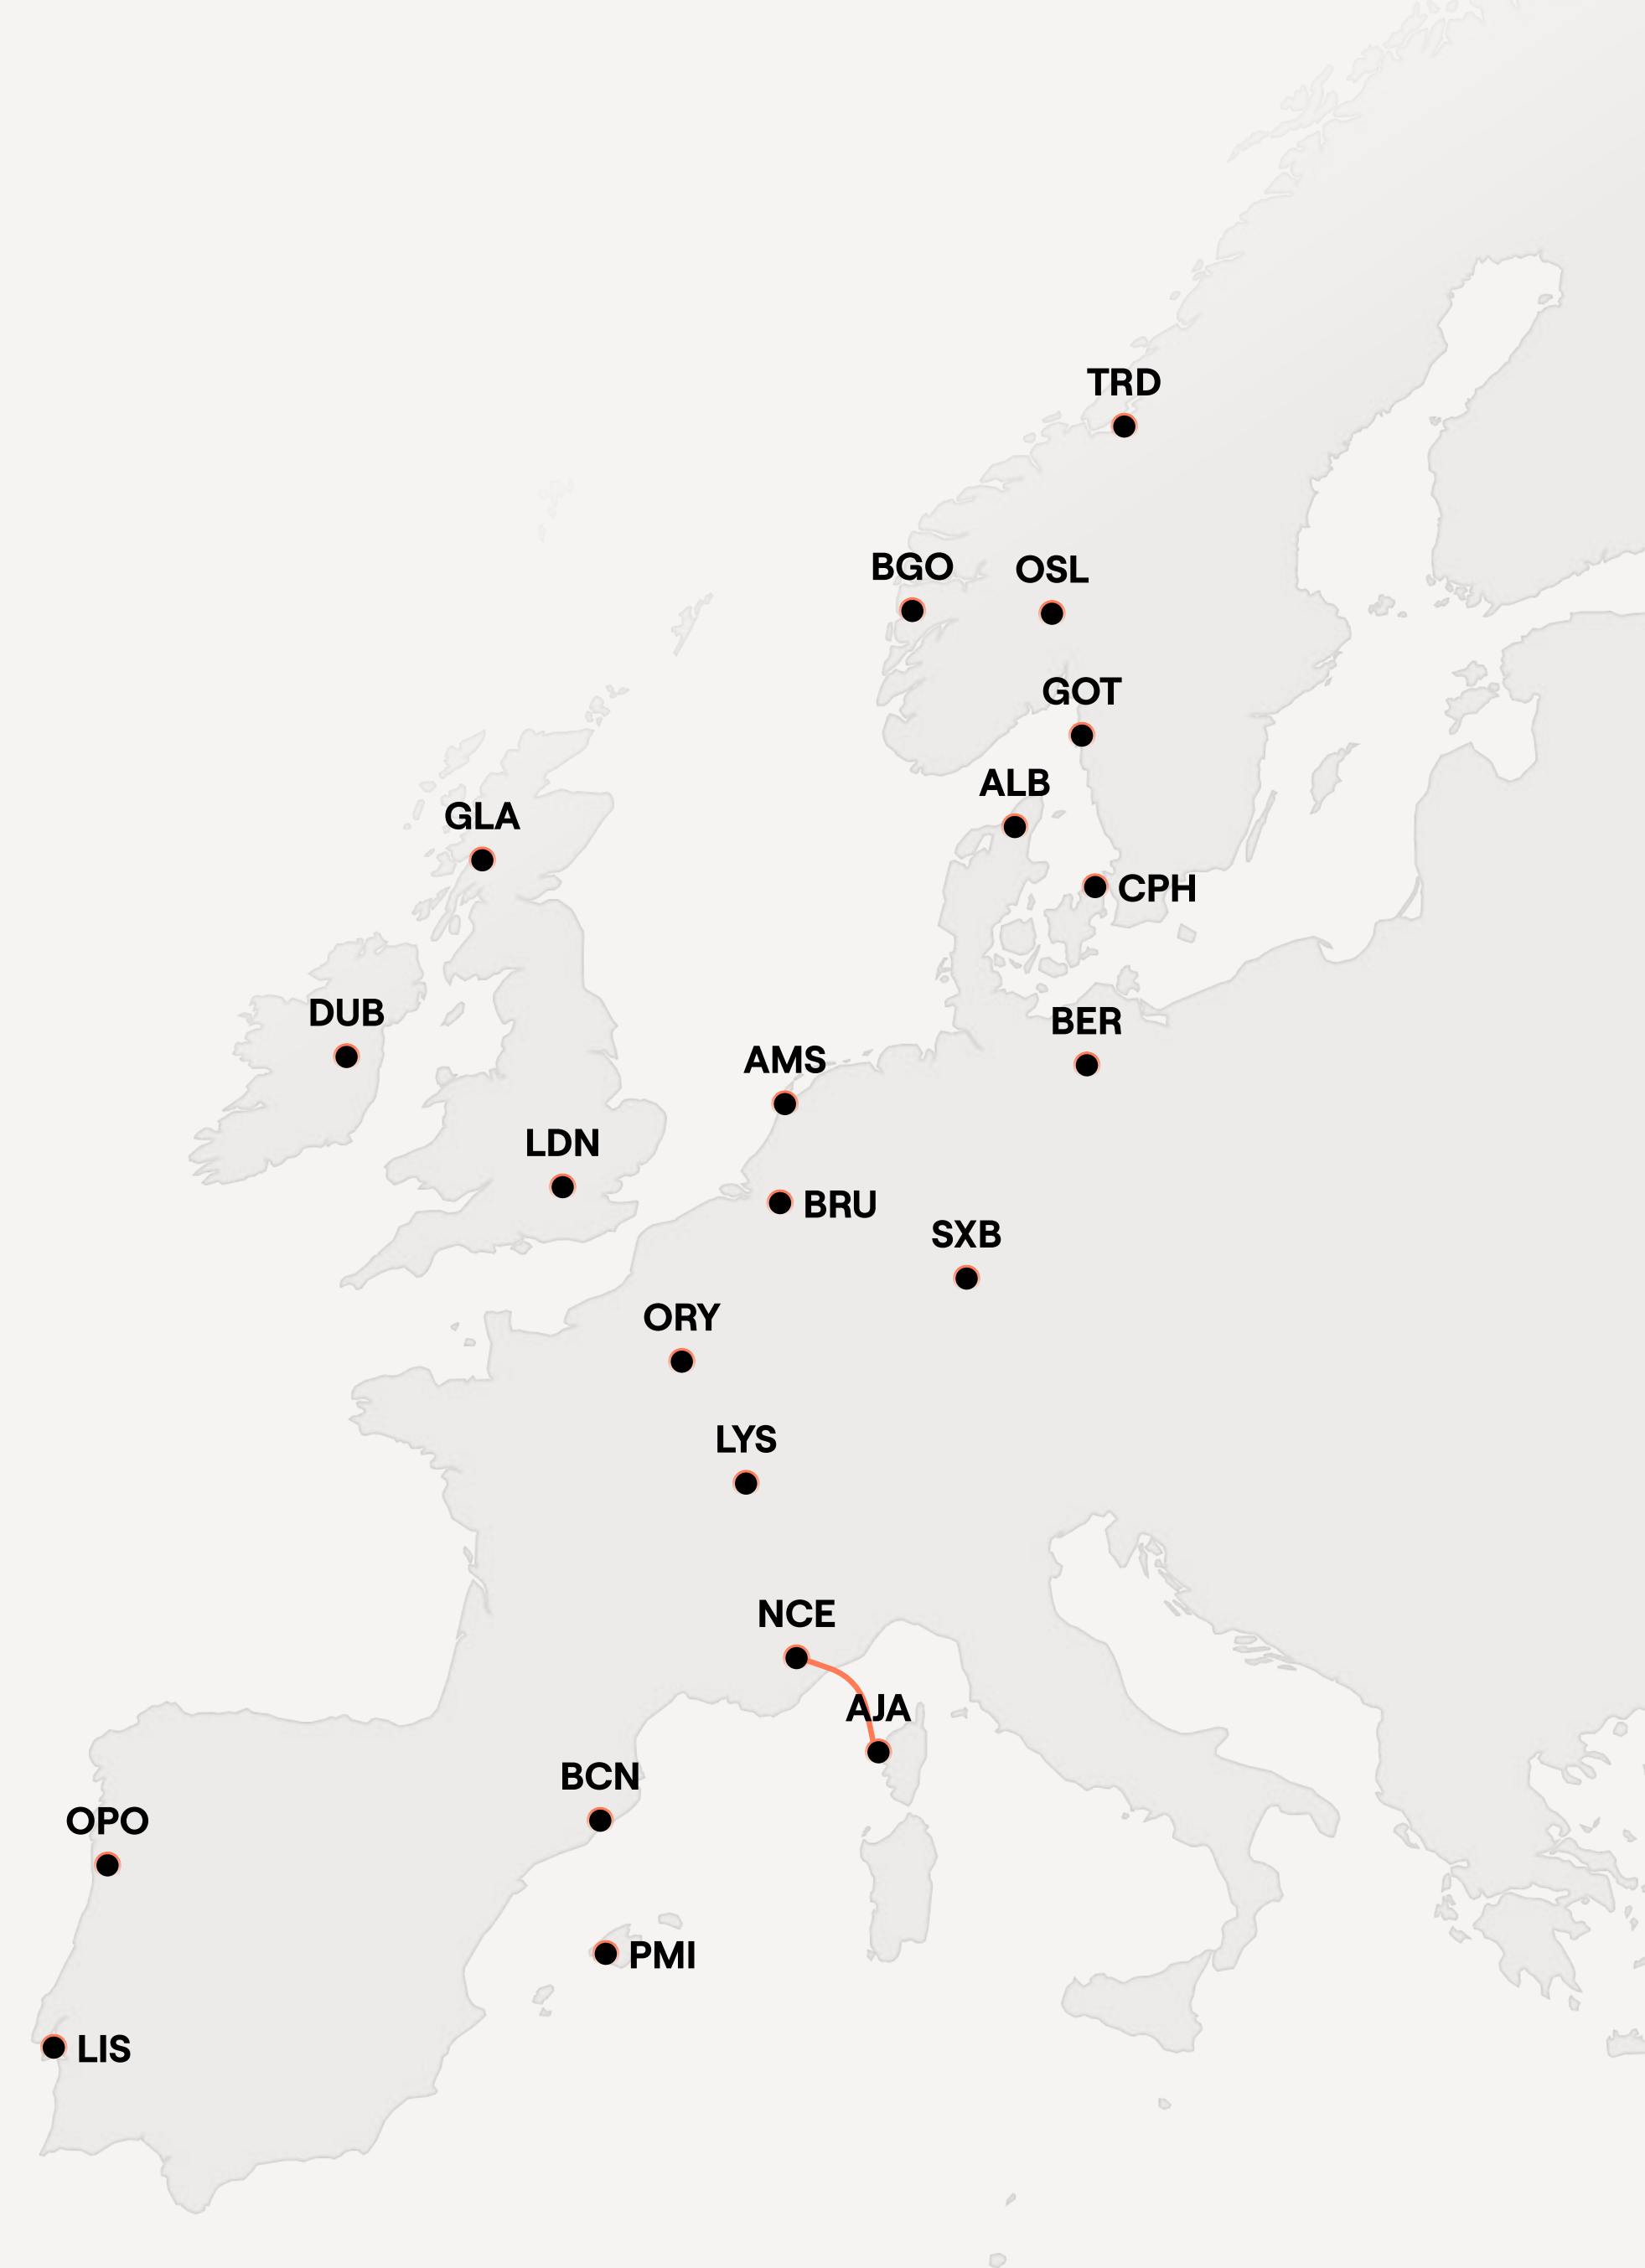 TRD
BGO
OSL
GOT
ALB
GLA
CPH
DUB
BER
AMS
LDN
BRU
SXB
ORY
LYS
NCE
AJA
BCN
OPO
PMI
LIS